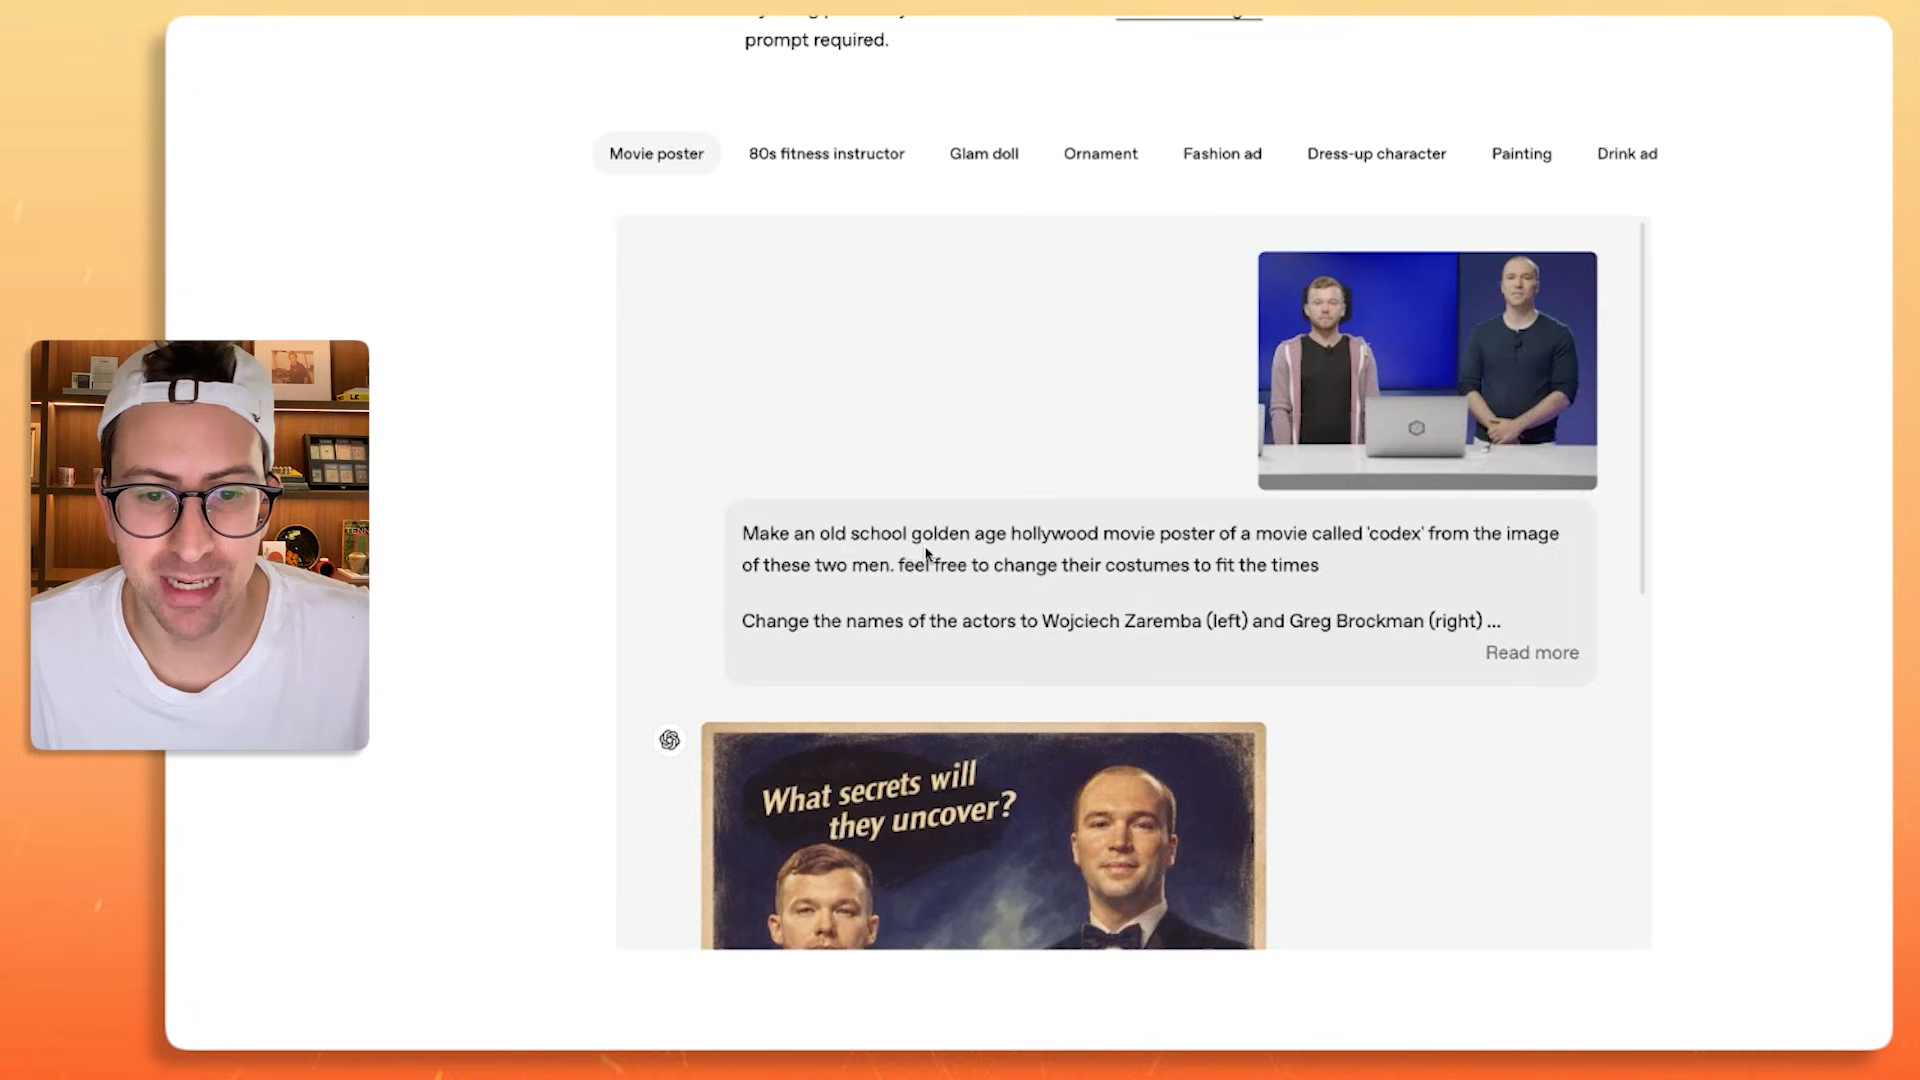 prompt required.
Movie poster 80s fitness instructor Glam doll Ornament Fashion ad Dress-up character Painting Drink ad
Make an old school golden age hollywood movie poster of a movie called 'codex' from the image
of these two men. feel free to change their costumes to fit the times
Change the names of the actors to Wojciech Zaremba (left) and Greg Brockman (right) ...
Read more
What secrets will
they uncover?